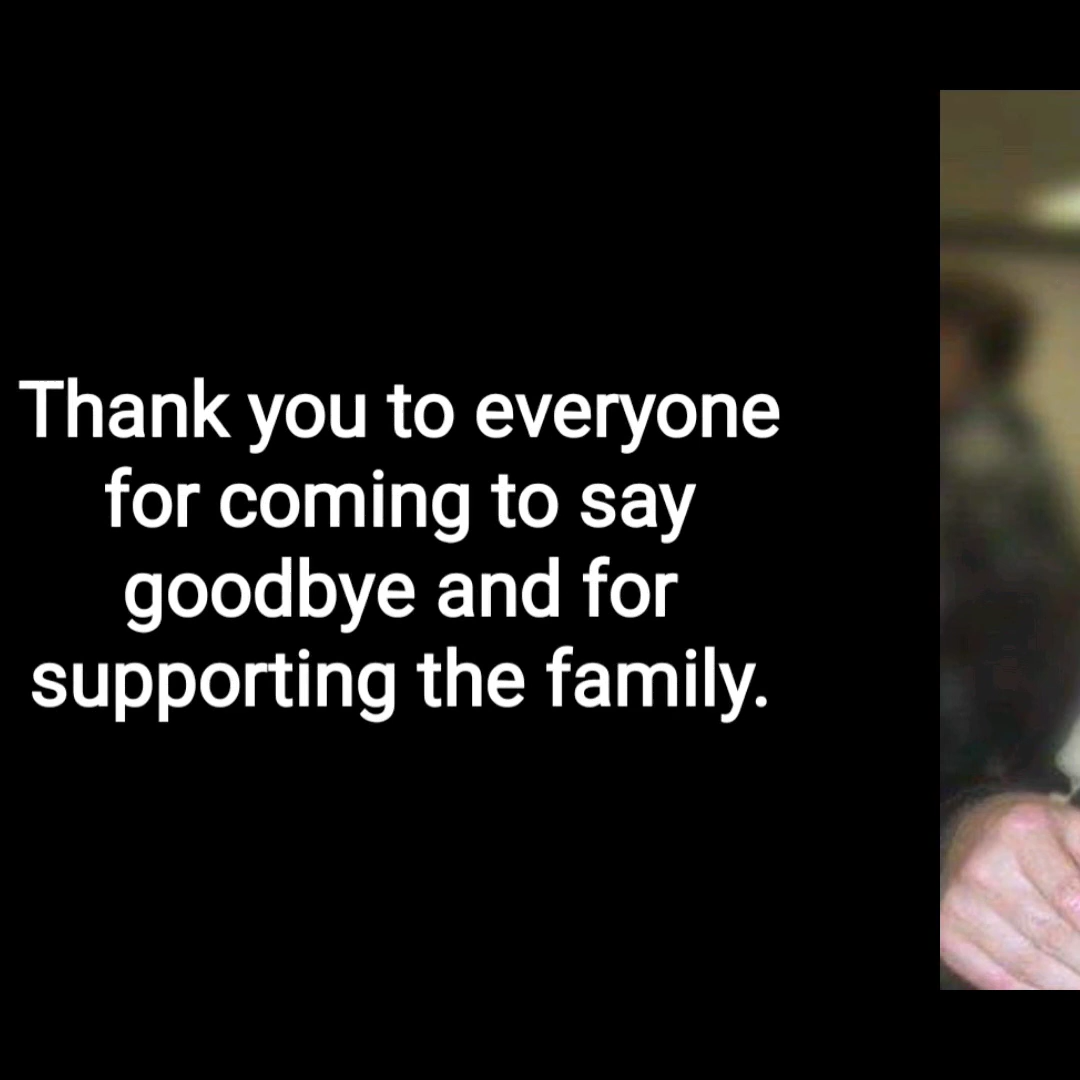 Thank you to everyone
for coming to say
goodbye and for
supporting the family.